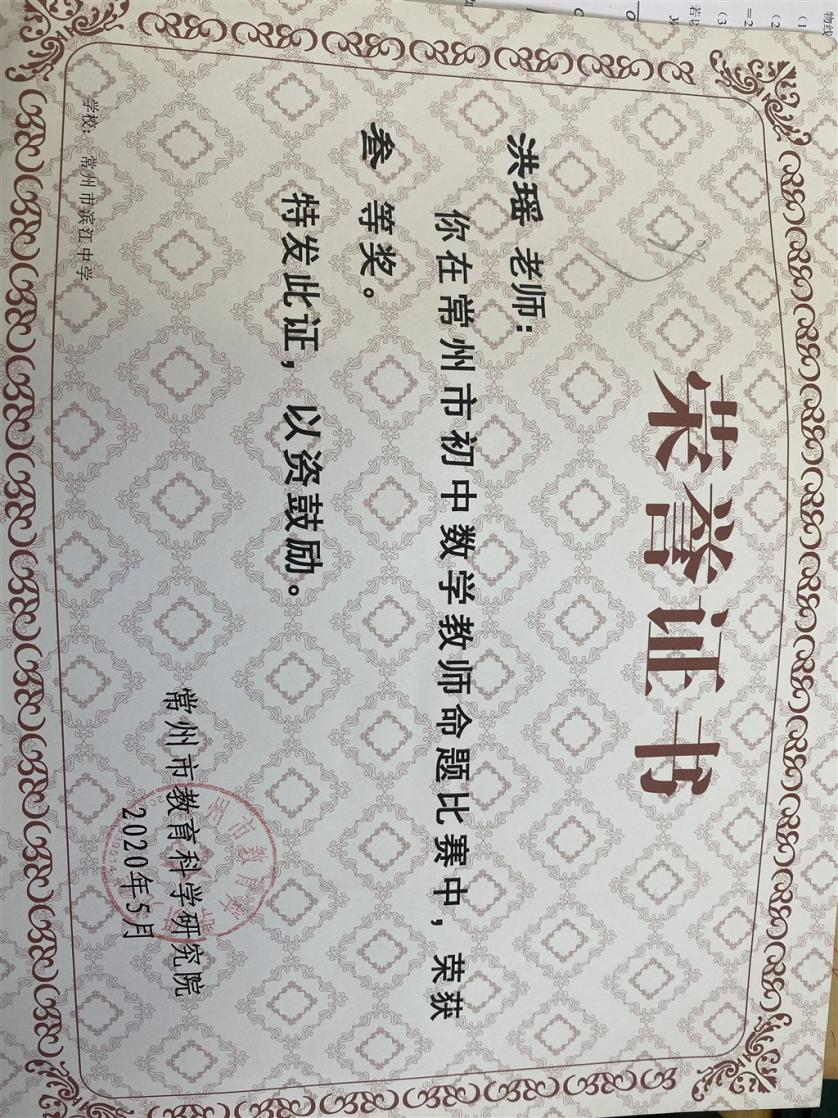 荣誉证书
洪瑶 老师：
你在常州市初中数学教师命题比赛中，荣获
叁 等奖。
特发此证，以资鼓励。
常州市教育科学研究院
2020年5月
学校：常州市滨江中学